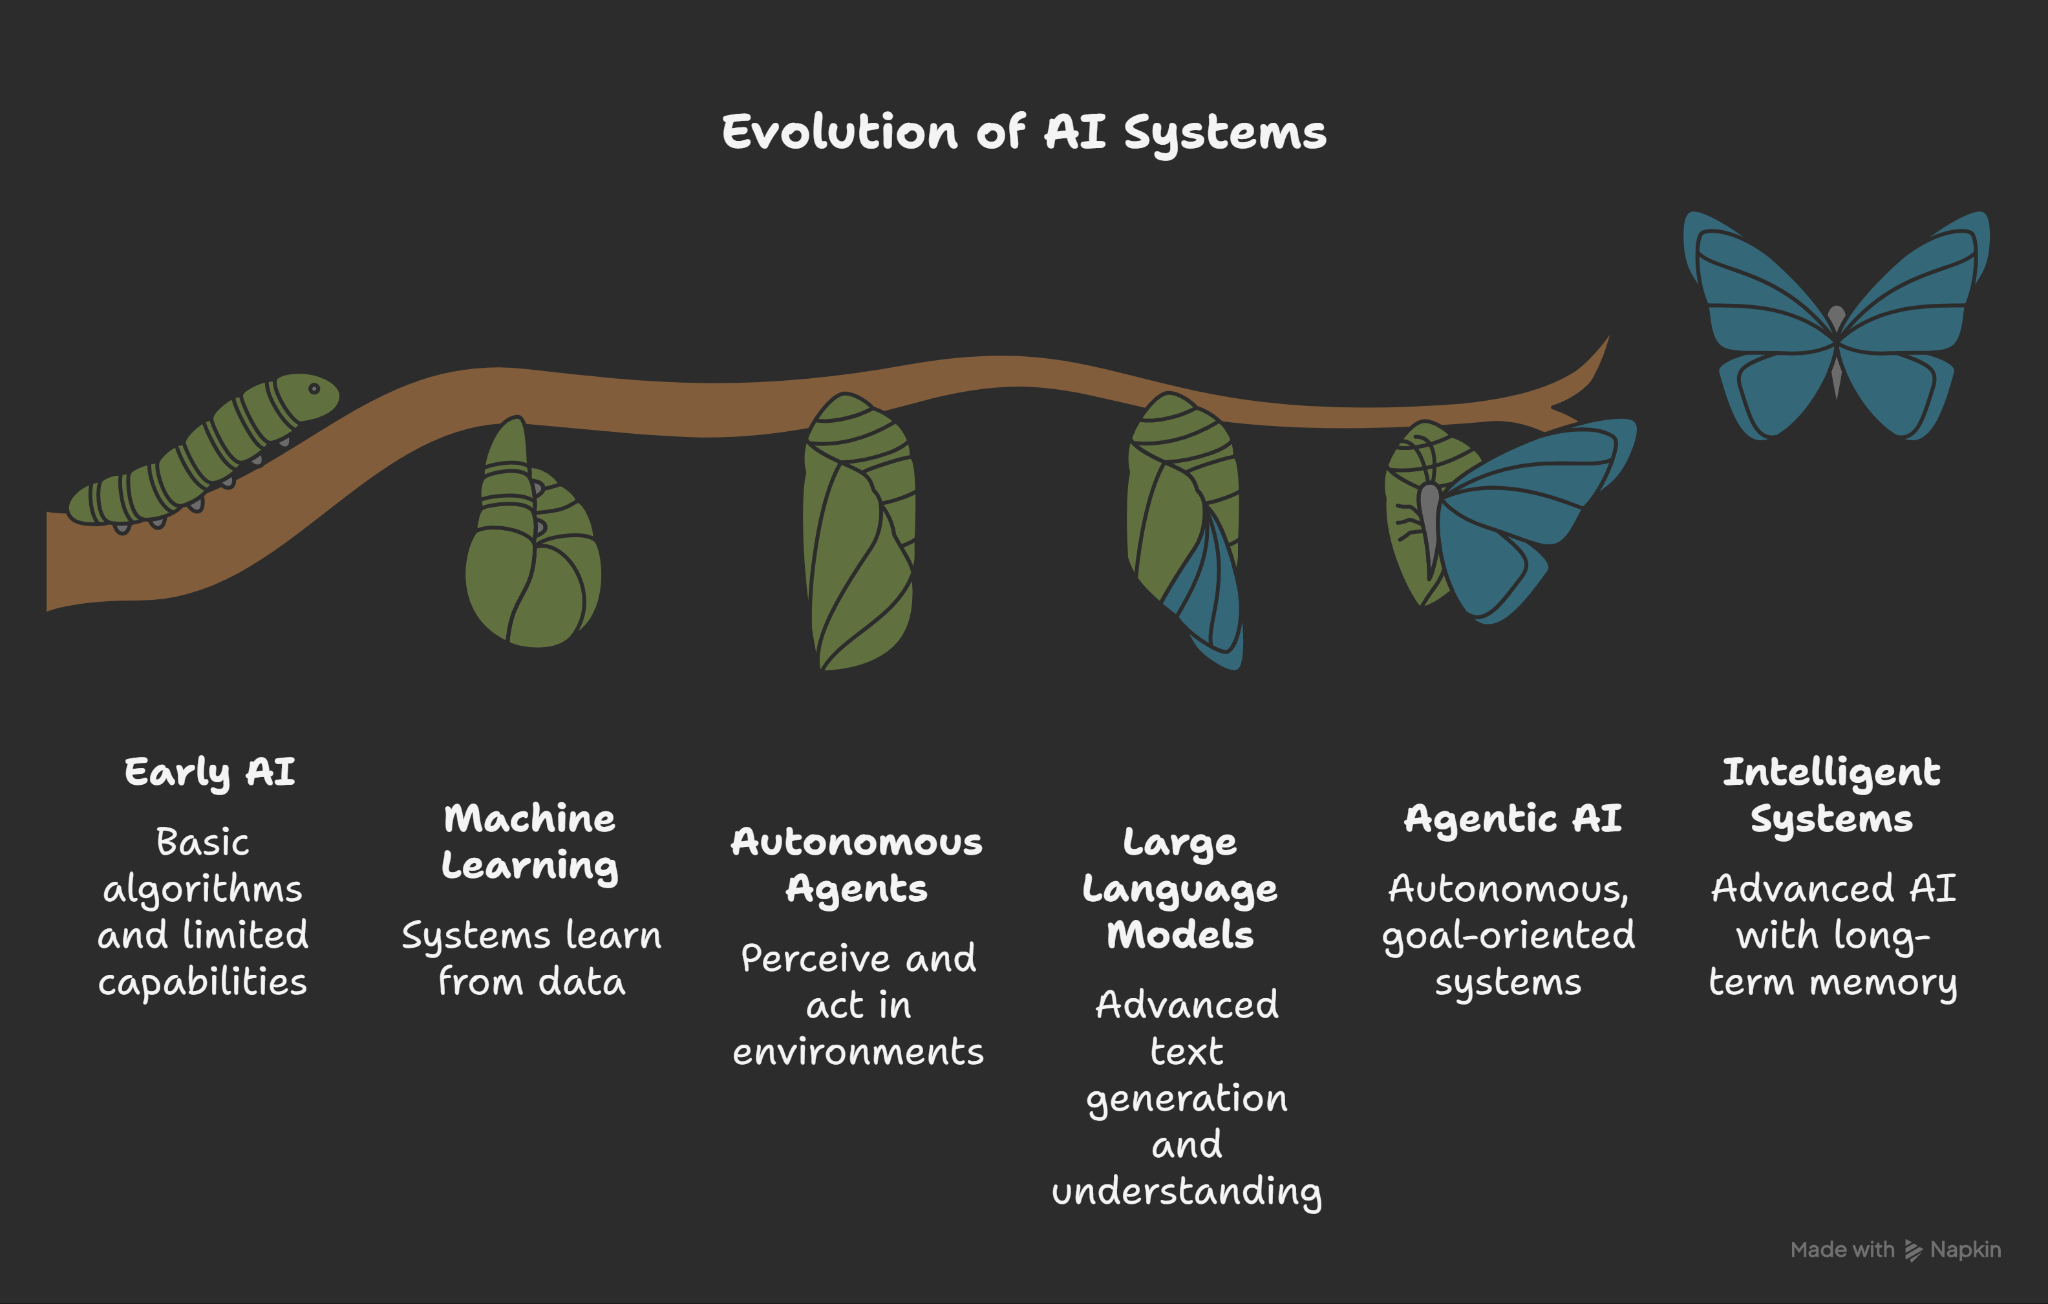 Evolution of AI Systems
Early AI
Basic
algorithms
and limited
capabilities
Machine
Learning
Systems learn
from data
Autonomous
Agents
Perceive and
act in
environments
Large
Language
Models
Advanced
text
generation
and
understanding
Agentic AI
Autonomous,
goal-oriented
systems
Intelligent
Systems
Advanced AI
with long-
term memory
Made with Napkin